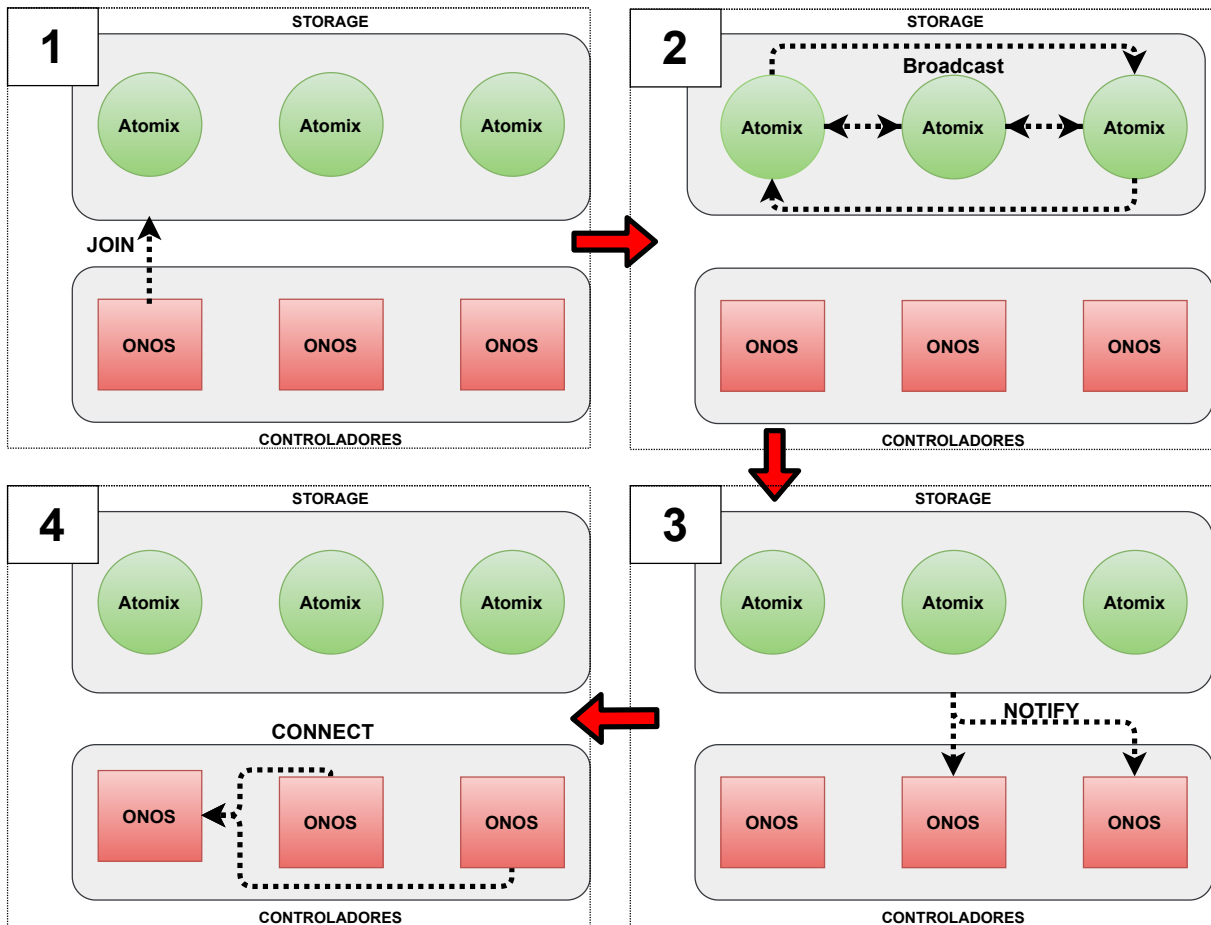 STORAGE
1
Atomix Atomix Atomix
JOIN
ONOS ONOS ONOS
CONTROLADORES
STORAGE
2
Broadcast
Atomix Atomix Atomix
ONOS ONOS ONOS
CONTROLADORES
STORAGE
3
Atomix Atomix Atomix
NOTIFY
ONOS ONOS ONOS
CONTROLADORES
STORAGE
4
Atomix Atomix Atomix
CONNECT
ONOS ONOS ONOS
CONTROLADORES